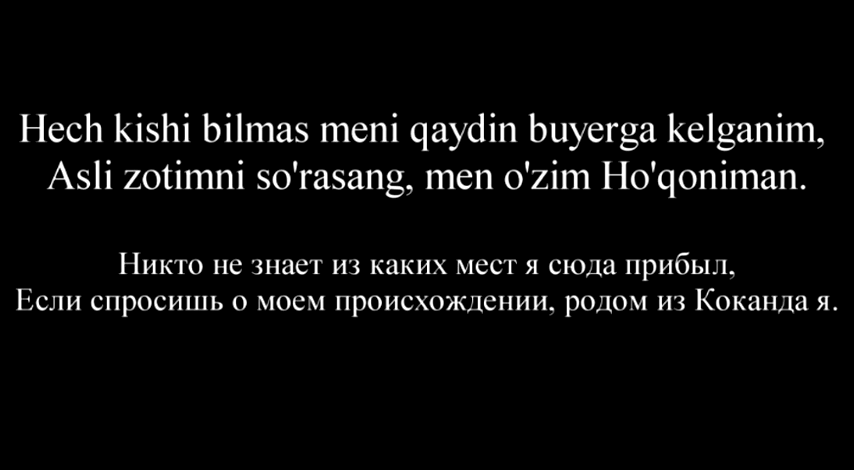 Hech kishi bilmas meni qaydin buyerga kelganim,
Asli zotimni so'rasang, men o'zim Ho'qoniman.
Никто не знает из каких мест я сюда прибыл,
Если спросишь о моем происхождении, родом из Коканда я.